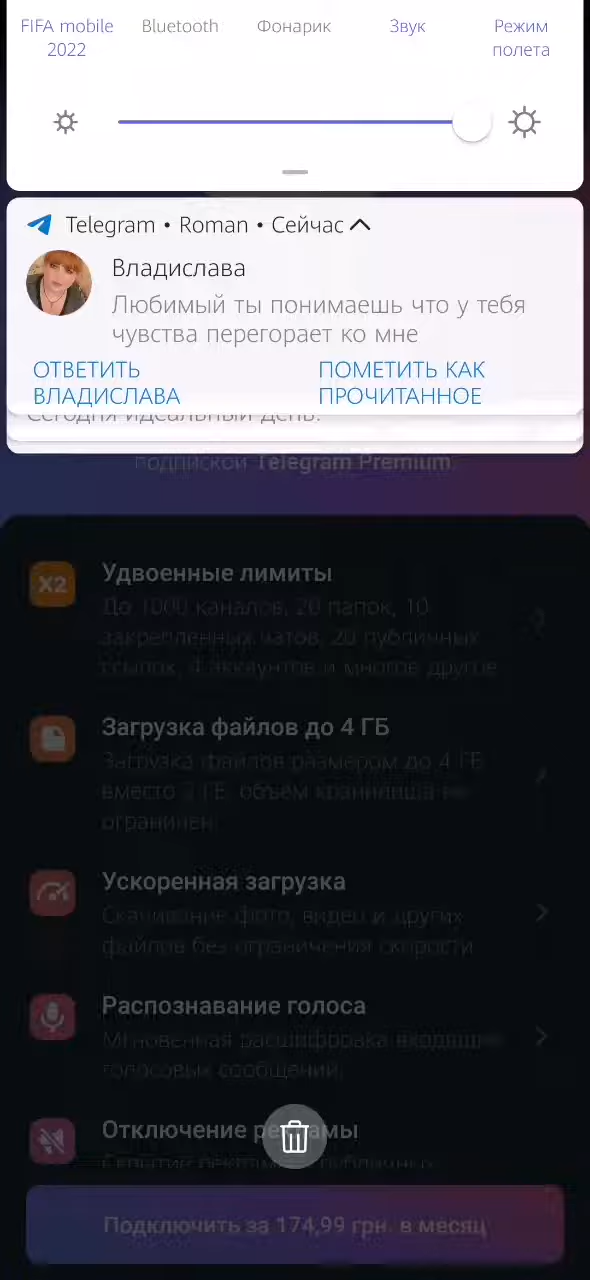 FIFA mobile 2022
Bluetooth
Фонарик
Звук
Режим полета
Telegram • Roman • Сейчас
Владислава
Любимый ты понимаешь что у тебя
чувства перегорает ко мне
ОТВЕТИТЬ ВЛАДИСЛАВА
ПОМЕТИТЬ КАК ПРОЧИТАННОЕ
Сегодня идеальный день!
подпиской Telegram Premium.
X2
Удвоенные лимиты
До 1000 каналов, 20 папок, 10
закрепленных чатов, 20 публичных
ссылок, 4 аккаунтов и многое другое
Загрузка файлов до 4 ГБ
Загрузка файлов размером до 4 ГБ
вместо 2 ГБ, объем хранилища не
ограничен
Ускоренная загрузка
Скачивание фото, видео и других
файлов без ограничения скорости
Распознавание голоса
Мгновенная расшифровка входящих
голосовых сообщений
Отключение рекламы
Подключить за 174,99 грн. в месяц